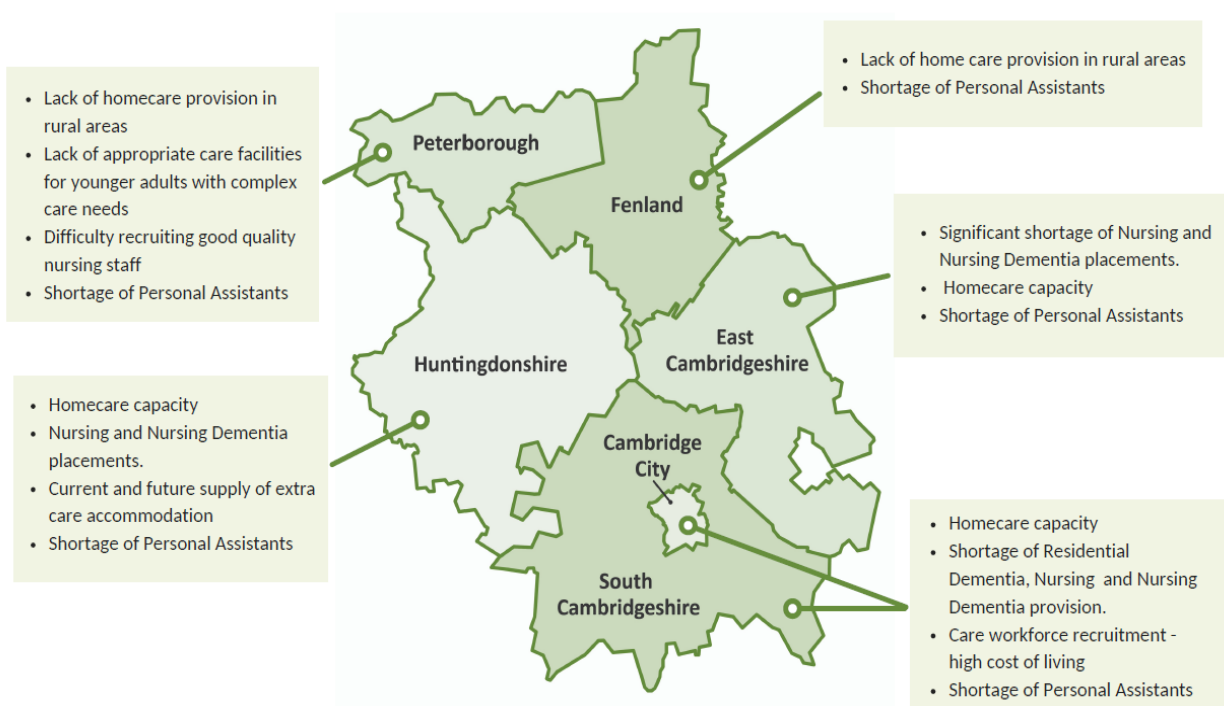 • Lack of homecare provision in
rural areas
• Lack of appropriate care facilities
for younger adults with complex
care needs
• Difficulty recruiting good quality
nursing staff
• Shortage of Personal Assistants
• Lack of home care provision in rural areas
• Shortage of Personal Assistants
Peterborough
Fenland
• Significant shortage of Nursing and
Nursing Dementia placements.
• Homecare capacity
• Shortage of Personal Assistants
Huntingdonshire
East
Cambridgeshire
• Homecare capacity
• Nursing and Nursing Dementia
placements.
• Current and future supply of extra
care accommodation
• Shortage of Personal Assistants
Cambridge
City
South
Cambridgeshire
• Homecare capacity
• Shortage of Residential
Dementia, Nursing and Nursing
Dementia provision.
• Care workforce recruitment -
high cost of living
• Shortage of Personal Assistants